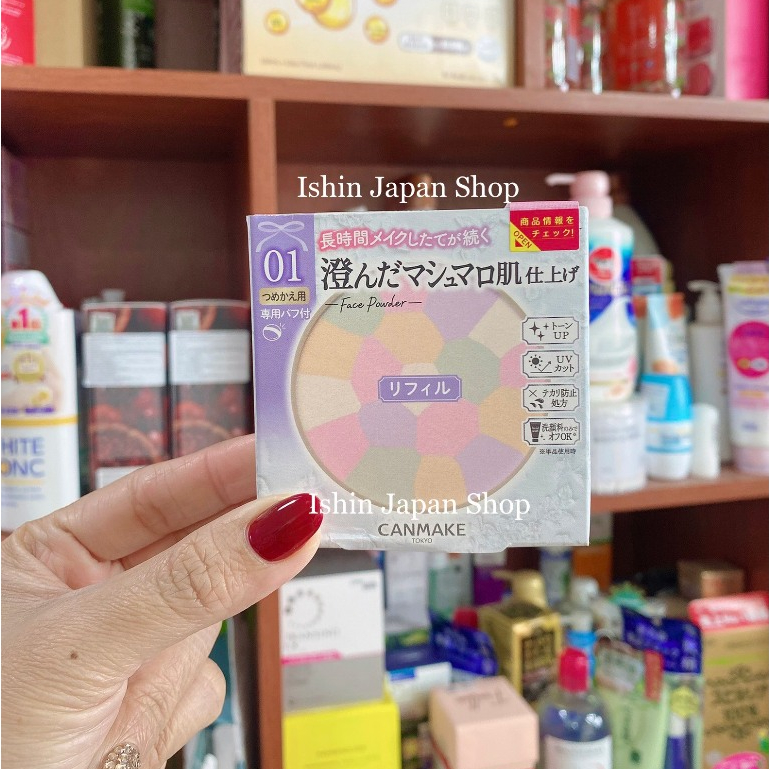 Ishin Japan Shop
商品情報を
チェック!
OPEN
長時間メイクしたてが続く
01
澄んだマシュマロ肌仕上げ
つめかえ用
Face Powder
専用パフ付
トーン
UP
UV
カット
リフィル
テカリ防止
処方
洗顔料のみで
オフOK*
※単品使用時
Ishin Japan Shop
CANMAKE
TOKYO
HITE
ONC